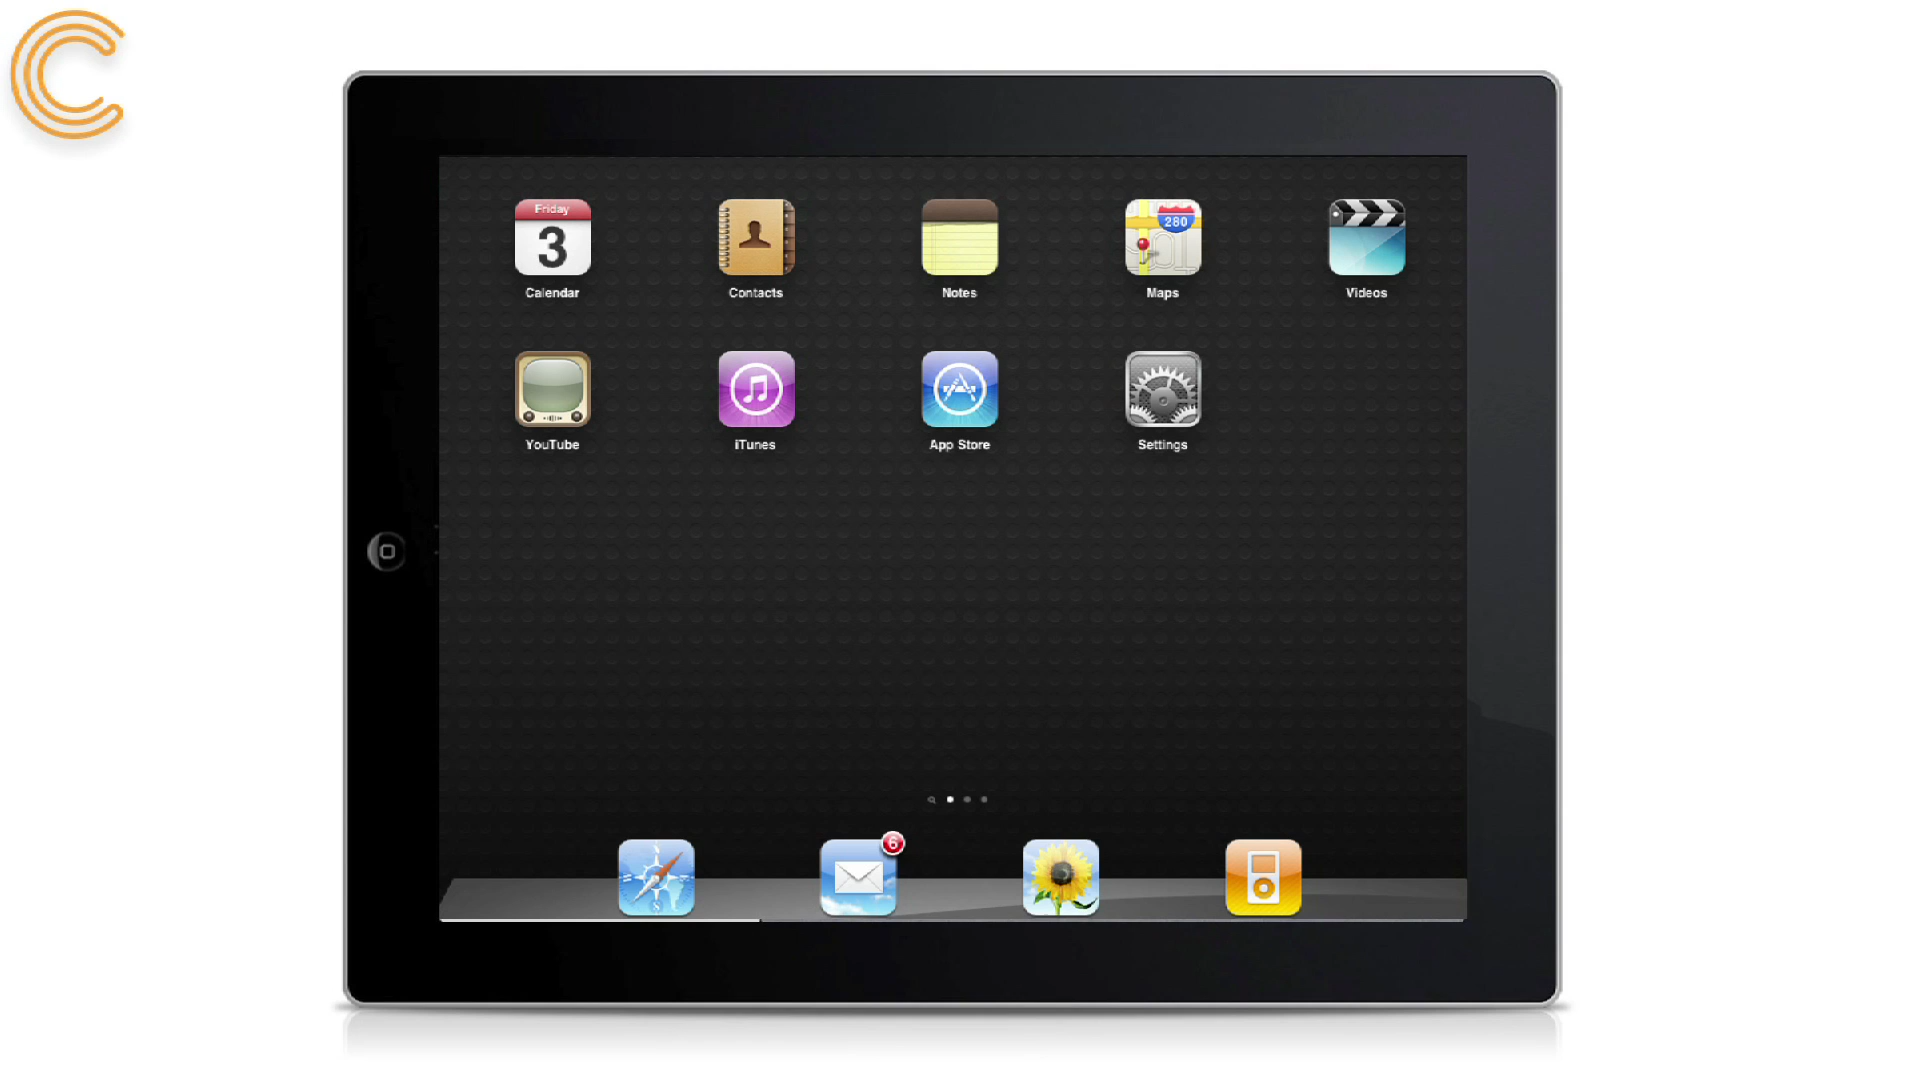 Friday
3
Calendar
Contacts
Notes
280
Maps
Videos
YouTube
iTunes
App Store
Settings
6